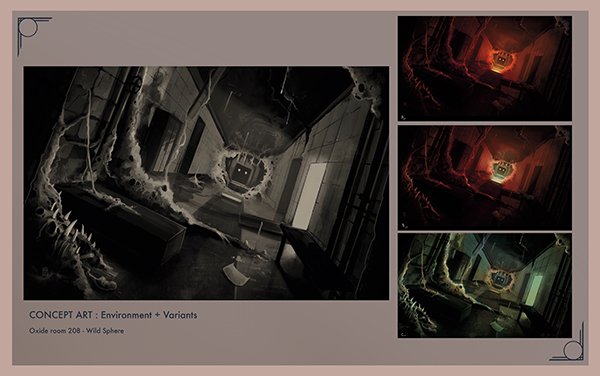 CONCEPT ART : Environment + Variants
Oxide room 208 - Wild Sphere